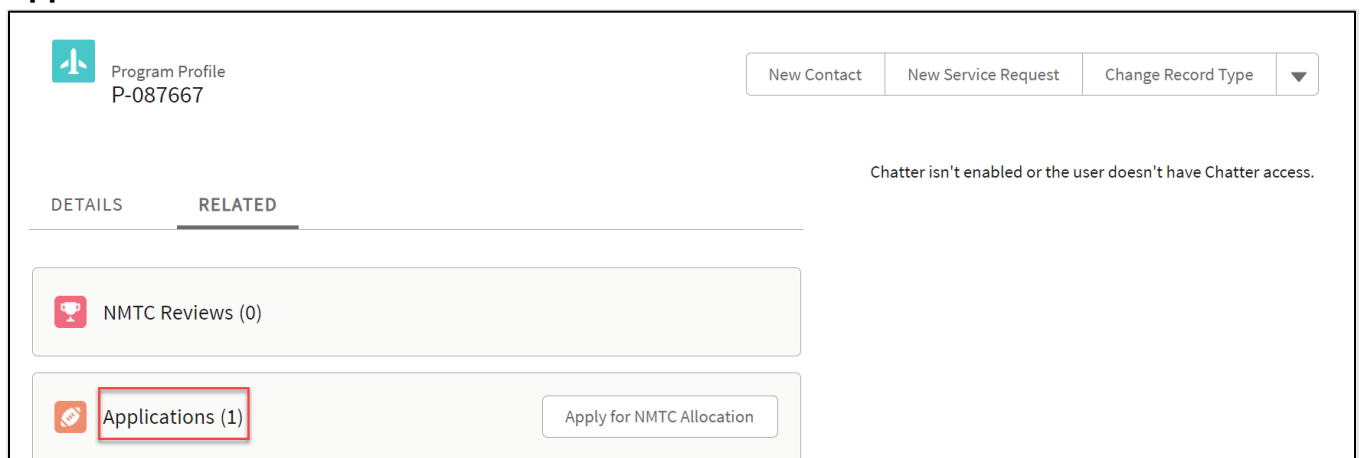 Program Profile
P-087667
New Contact
New Service Request
Change Record Type
Chatter isn't enabled or the user doesn't have Chatter access.
DETAILS
RELATED
NMTC Reviews (0)
Applications (1)
Apply for NMTC Allocation